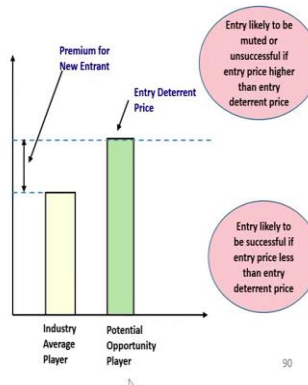 Premium for
New Entrant
Entry Deterrent
Price
Entry likely to be
muted or
unsuccessful if
entry price higher
than entry
deterrent price
Entry likely to
be successful if
entry price less
than entry
deterrent price
Industry
Average
Player
Potential
Opportunity
Player
90